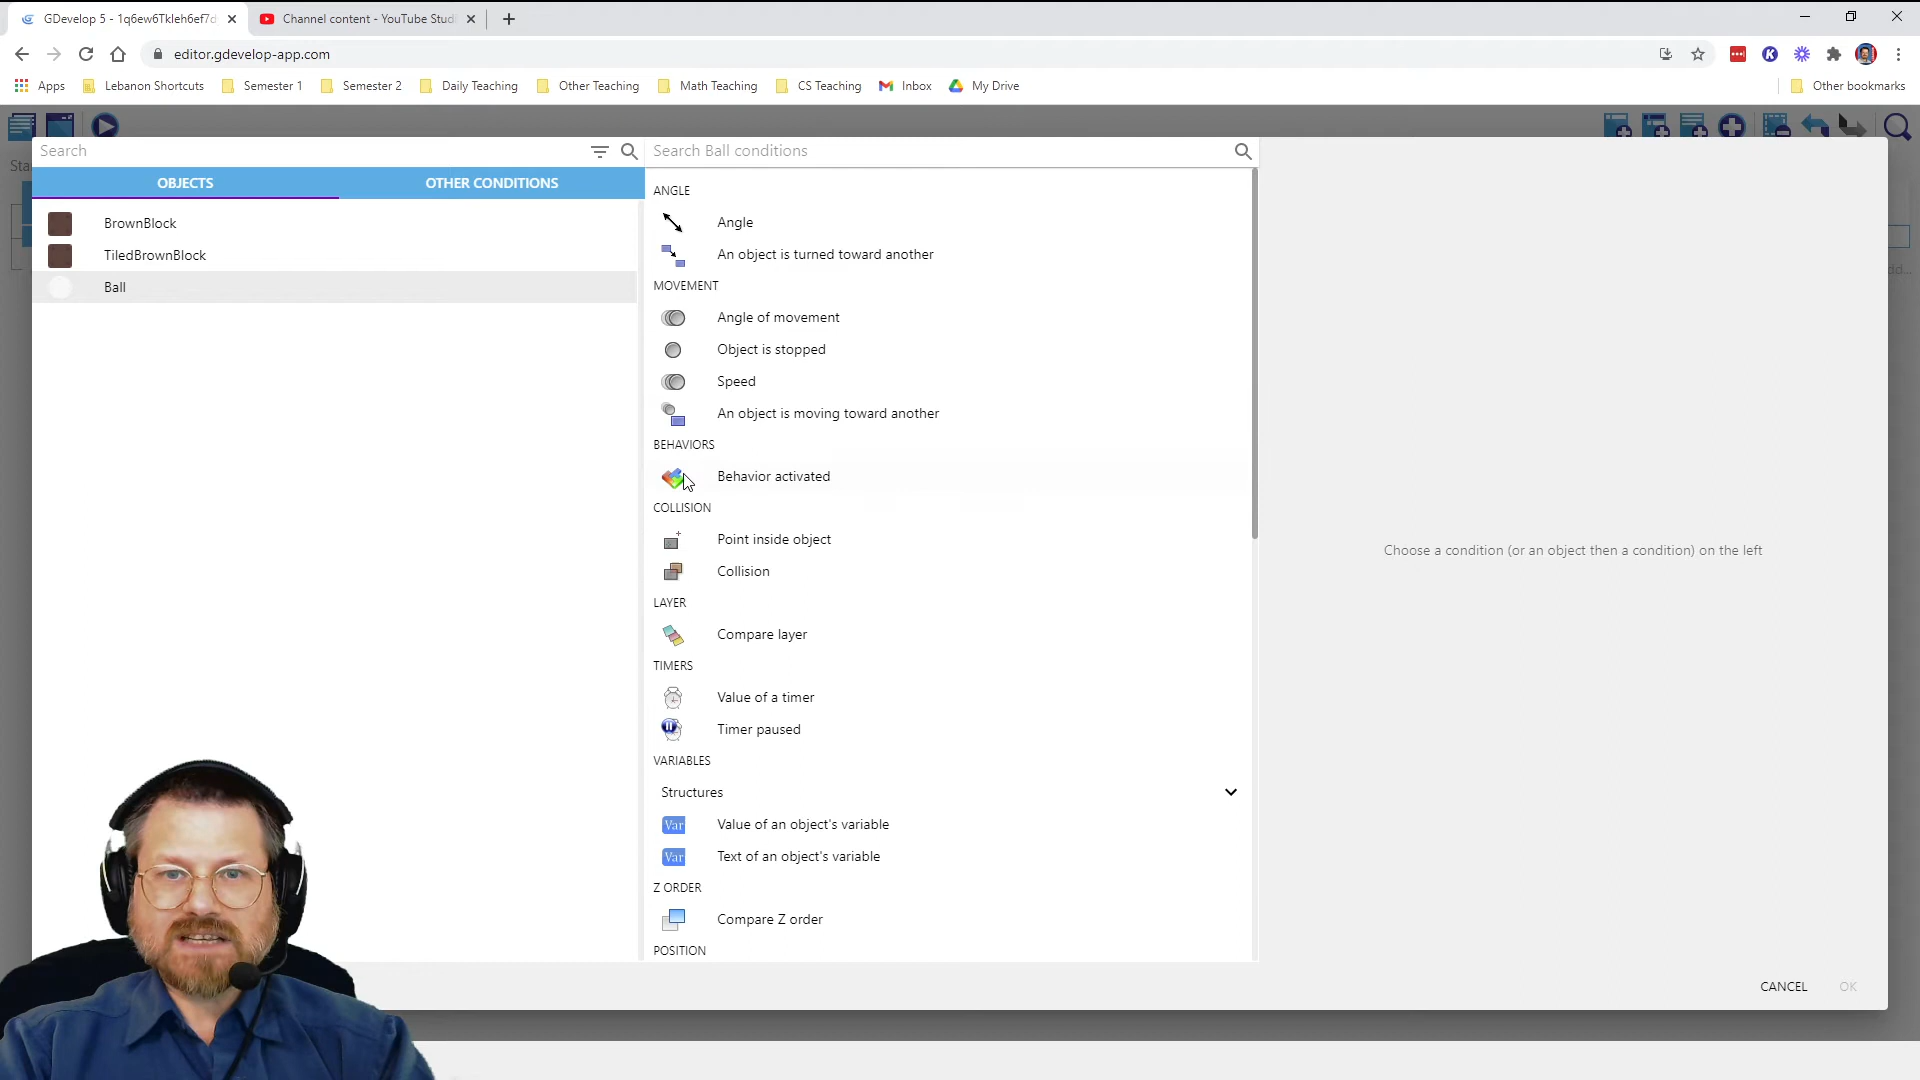 GDevelop 5 - 1q6ew6Tkleh6ef7d
Channel content - YouTube Studi
editor.gdevelop-app.com
Apps
Lebanon Shortcuts
Semester 1
Semester 2
Daily Teaching
Other Teaching
Math Teaching
CS Teaching
Inbox
My Drive
Other bookmarks
Sta
Search
Search Ball conditions
OBJECTS
OTHER CONDITIONS
BrownBlock
TiledBrownBlock
Ball
ANGLE
Angle
An object is turned toward another
MOVEMENT
Angle of movement
Object is stopped
Speed
An object is moving toward another
BEHAVIORS
Behavior activated
COLLISION
Point inside object
Collision
LAYER
Compare layer
TIMERS
Value of a timer
Timer paused
VARIABLES
Structures
Var
Value of an object's variable
Var
Text of an object's variable
Z ORDER
Compare Z order
POSITION
Choose a condition (or an object then a condition) on the left
CANCEL
OK